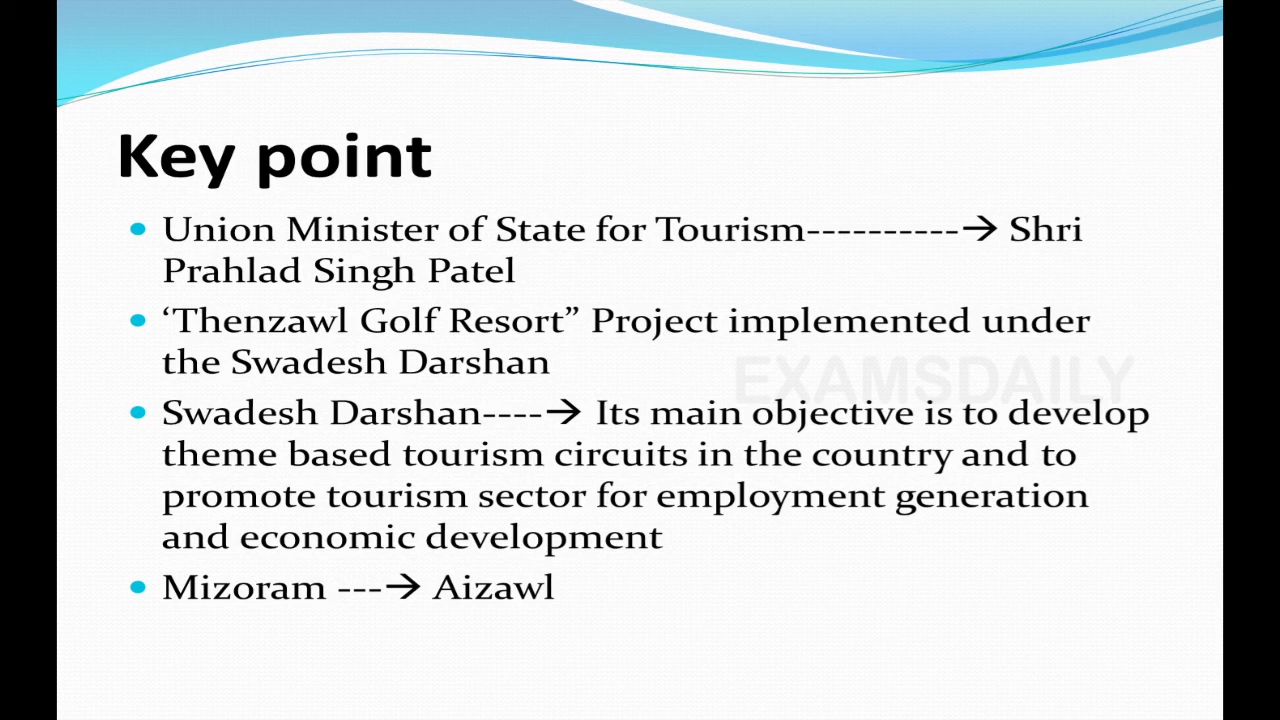 Key point
• Union Minister of State for Tourism----------→ Shri
Prahlad Singh Patel
• ‘Thenzawl Golf Resort” Project implemented under
the Swadesh Darshan
EXAMSDAILY
• Swadesh Darshan----→ Its main objective is to develop
theme based tourism circuits in the country and to
promote tourism sector for employment generation
and economic development
• Mizoram ---→ Aizawl